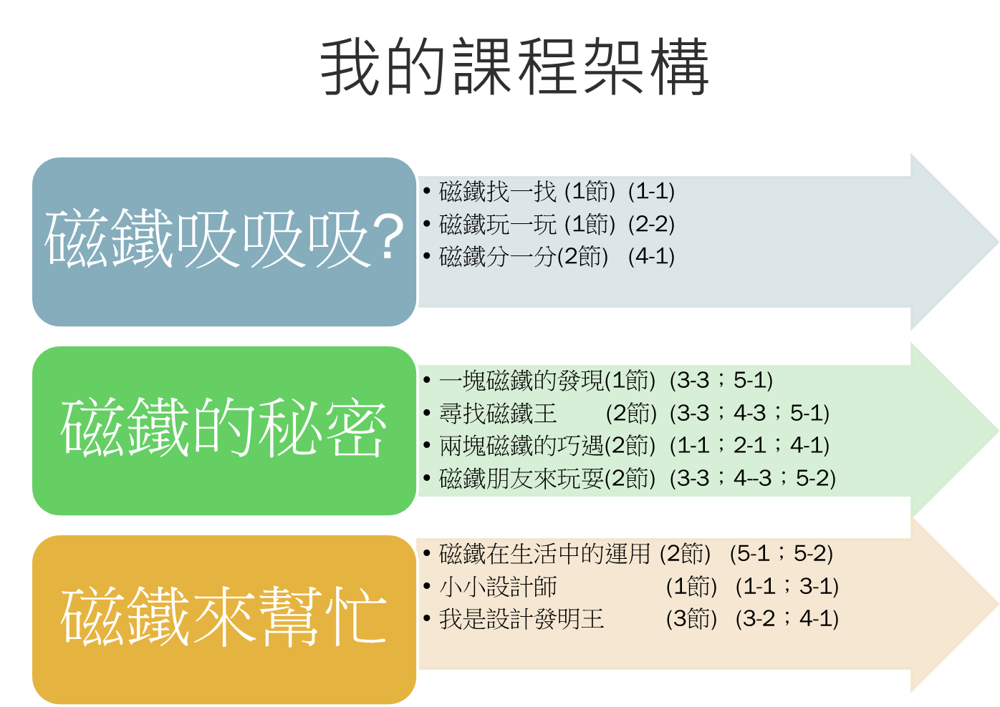 我的課程架構
磁鐵吸吸吸?
• 磁鐵找一找 (1節) (1-1)
• 磁鐵玩一玩 (1節) (2-2)
• 磁鐵分一分(2節) (4-1)
磁鐵的秘密
• 一塊磁鐵的發現(1節) (3-3；5-1)
• 尋找磁鐵王 (2節) (3-3；4-3；5-1)
• 兩塊磁鐵的巧遇(2節) (1-1；2-1；4-1)
• 磁鐵朋友來玩耍(2節) (3-3；4--3；5-2)
磁鐵來幫忙
• 磁鐵在生活中的運用 (2節) (5-1；5-2)
• 小小設計師 (1節) (1-1；3-1)
• 我是設計發明王 (3節) (3-2；4-1)